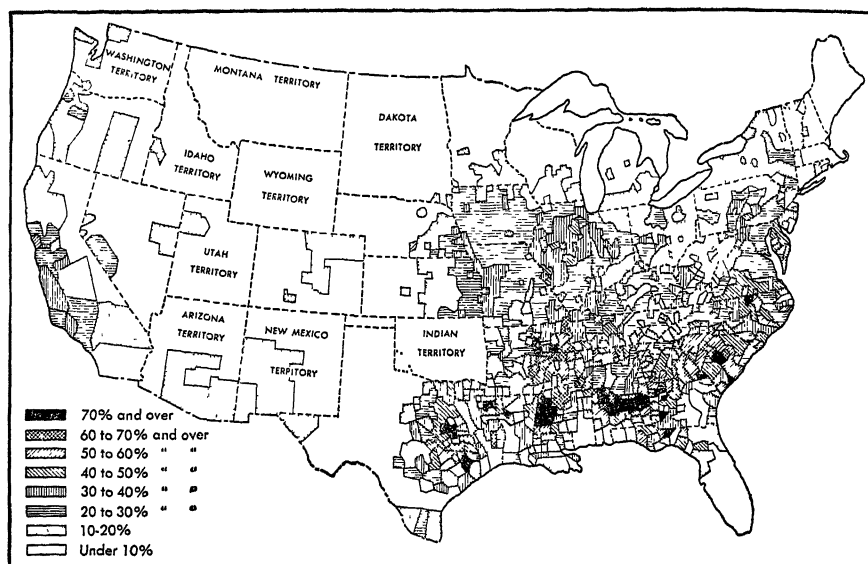 WASHINGTON
TERRITORY
MONTANA TERRITORY
DAKOTA
TERRITORY
IDAHO
TERRITORY
WYOMING
TERRITORY
UTAH
TERRITORY
ARIZONA
TERRITORY
NEW MEXICO
TERRITORY
INDIAN
TERRITORY
70% and over
60 to 70% and over
50 to 60% " "
40 to 50% " "
30 to 40% " "
20 to 30% " "
10-20%
Under 10%